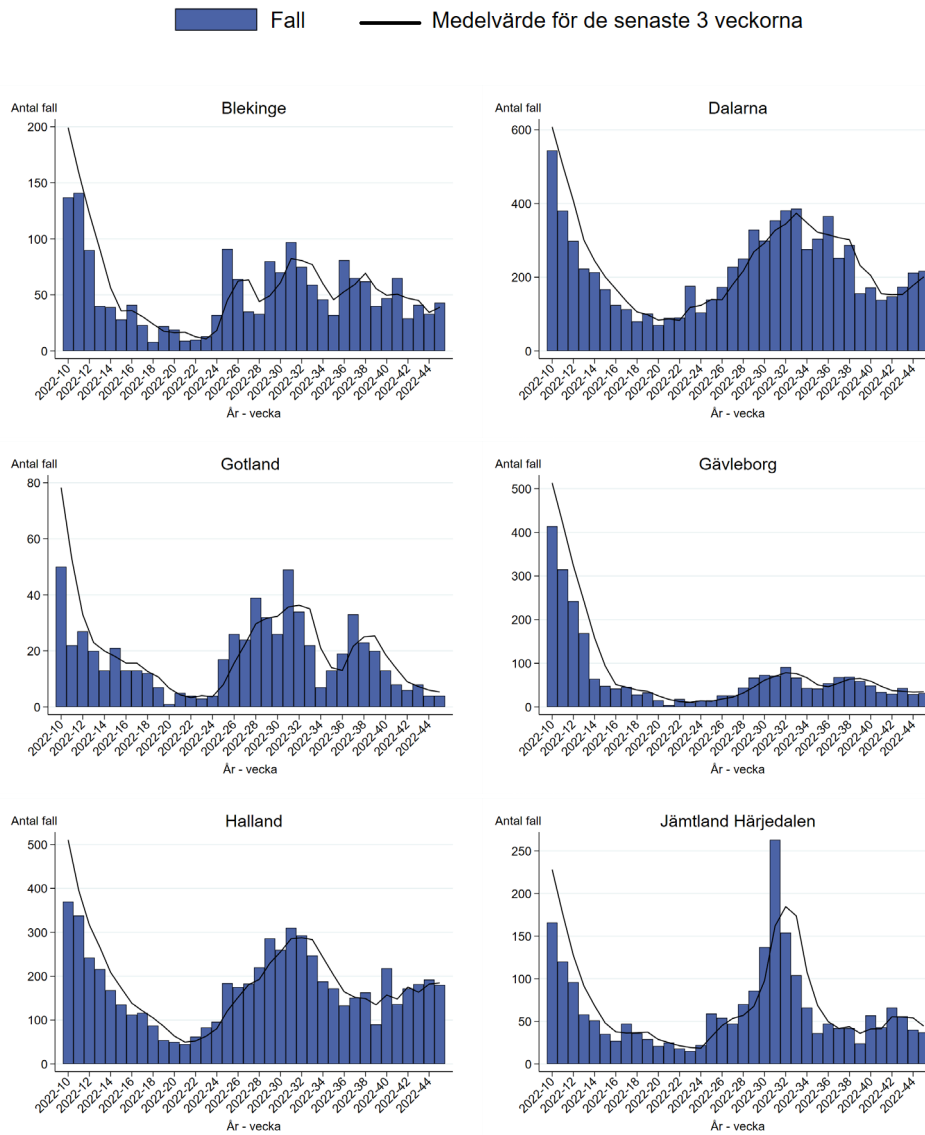 Fall Medelvärde för de senaste 3 veckorna
Antal fall
Blekinge
200
150
100
50
0
2022-10 2022-12 2022-14 2022-16 2022-18 2022-20 2022-22 2022-24 2022-26 2022-28 2022-30 2022-32 2022-34 2022-36 2022-38 2022-40 2022-42 2022-44
År - vecka
Antal fall
Dalarna
600
400
200
0
2022-10 2022-12 2022-14 2022-16 2022-18 2022-20 2022-22 2022-24 2022-26 2022-28 2022-30 2022-32 2022-34 2022-36 2022-38 2022-40 2022-42 2022-44
År - vecka
Antal fall
Gotland
80
60
40
20
0
2022-10 2022-12 2022-14 2022-16 2022-18 2022-20 2022-22 2022-24 2022-26 2022-28 2022-30 2022-32 2022-34 2022-36 2022-38 2022-40 2022-42 2022-44
År - vecka
Antal fall
Gävleborg
500
400
300
200
100
0
2022-10 2022-12 2022-14 2022-16 2022-18 2022-20 2022-22 2022-24 2022-26 2022-28 2022-30 2022-32 2022-34 2022-36 2022-38 2022-40 2022-42 2022-44
År - vecka
Antal fall
Halland
500
400
300
200
100
0
2022-10 2022-12 2022-14 2022-16 2022-18 2022-20 2022-22 2022-24 2022-26 2022-28 2022-30 2022-32 2022-34 2022-36 2022-38 2022-40 2022-42 2022-44
År - vecka
Antal fall
Jämtland Härjedalen
250
200
150
100
50
0
2022-10 2022-12 2022-14 2022-16 2022-18 2022-20 2022-22 2022-24 2022-26 2022-28 2022-30 2022-32 2022-34 2022-36 2022-38 2022-40 2022-42 2022-44
År - vecka